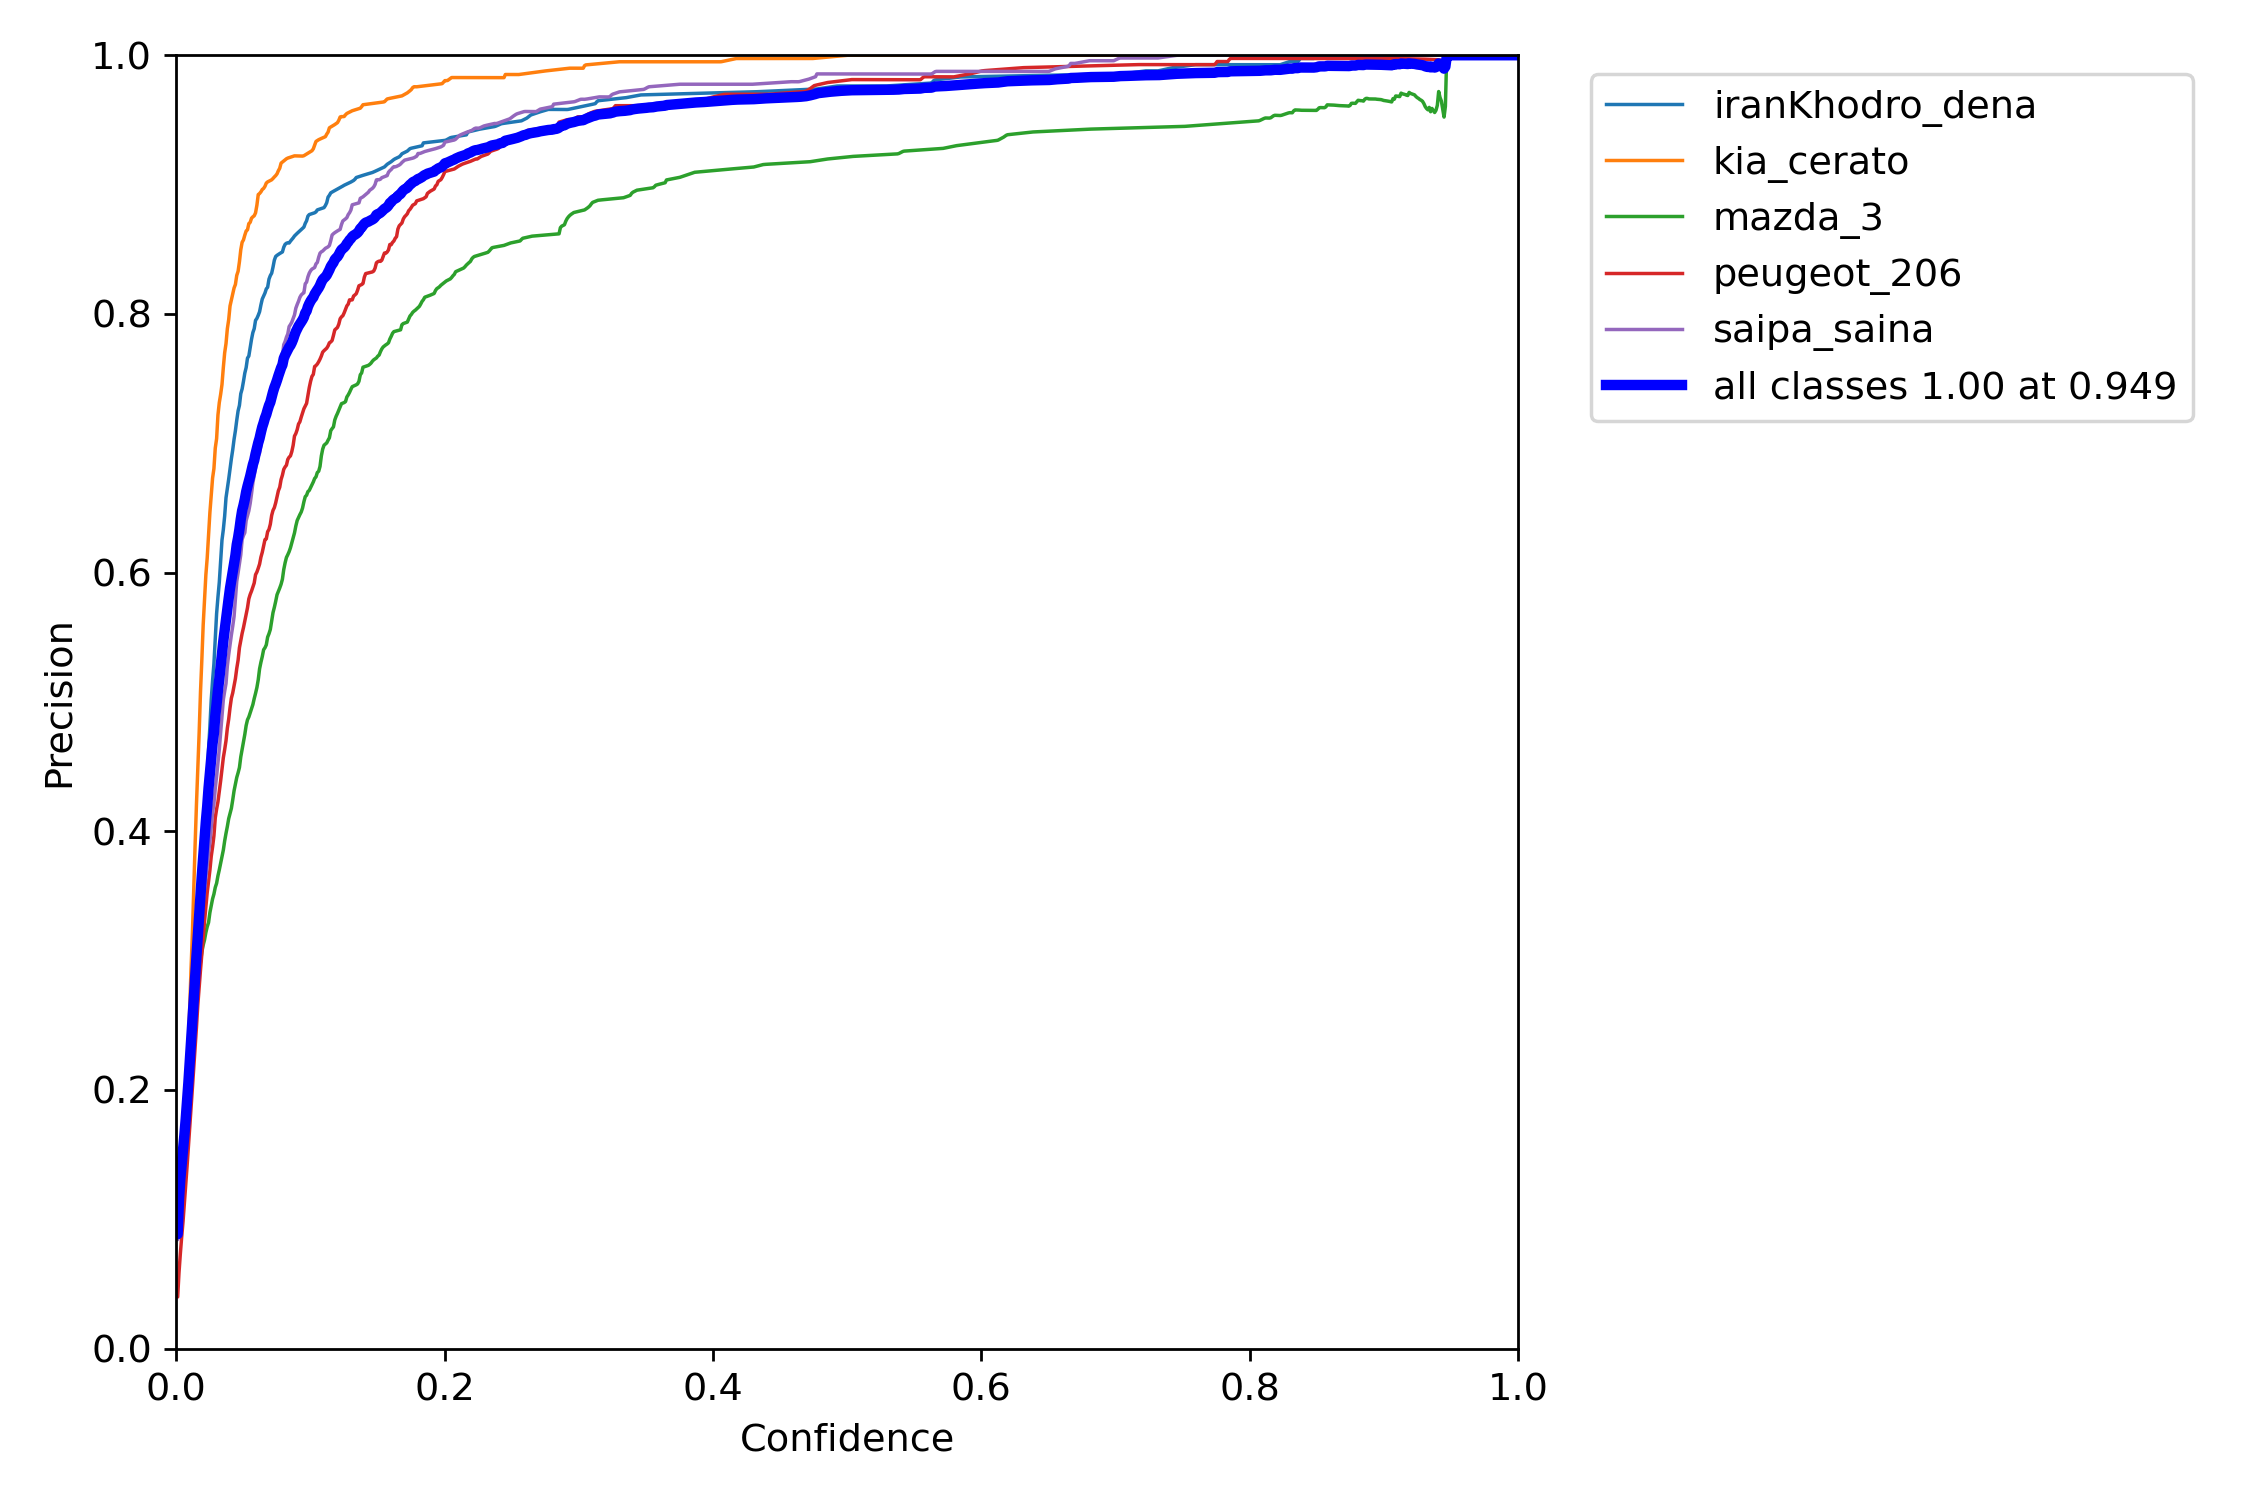 1.0
0.8
0.6
0.4
0.2
0.0
Precision
0.0 0.2 0.4 0.6 0.8 1.0
Confidence
iranKhodro_dena
kia_cerato
mazda_3
peugeot_206
saipa_saina
all classes 1.00 at 0.949